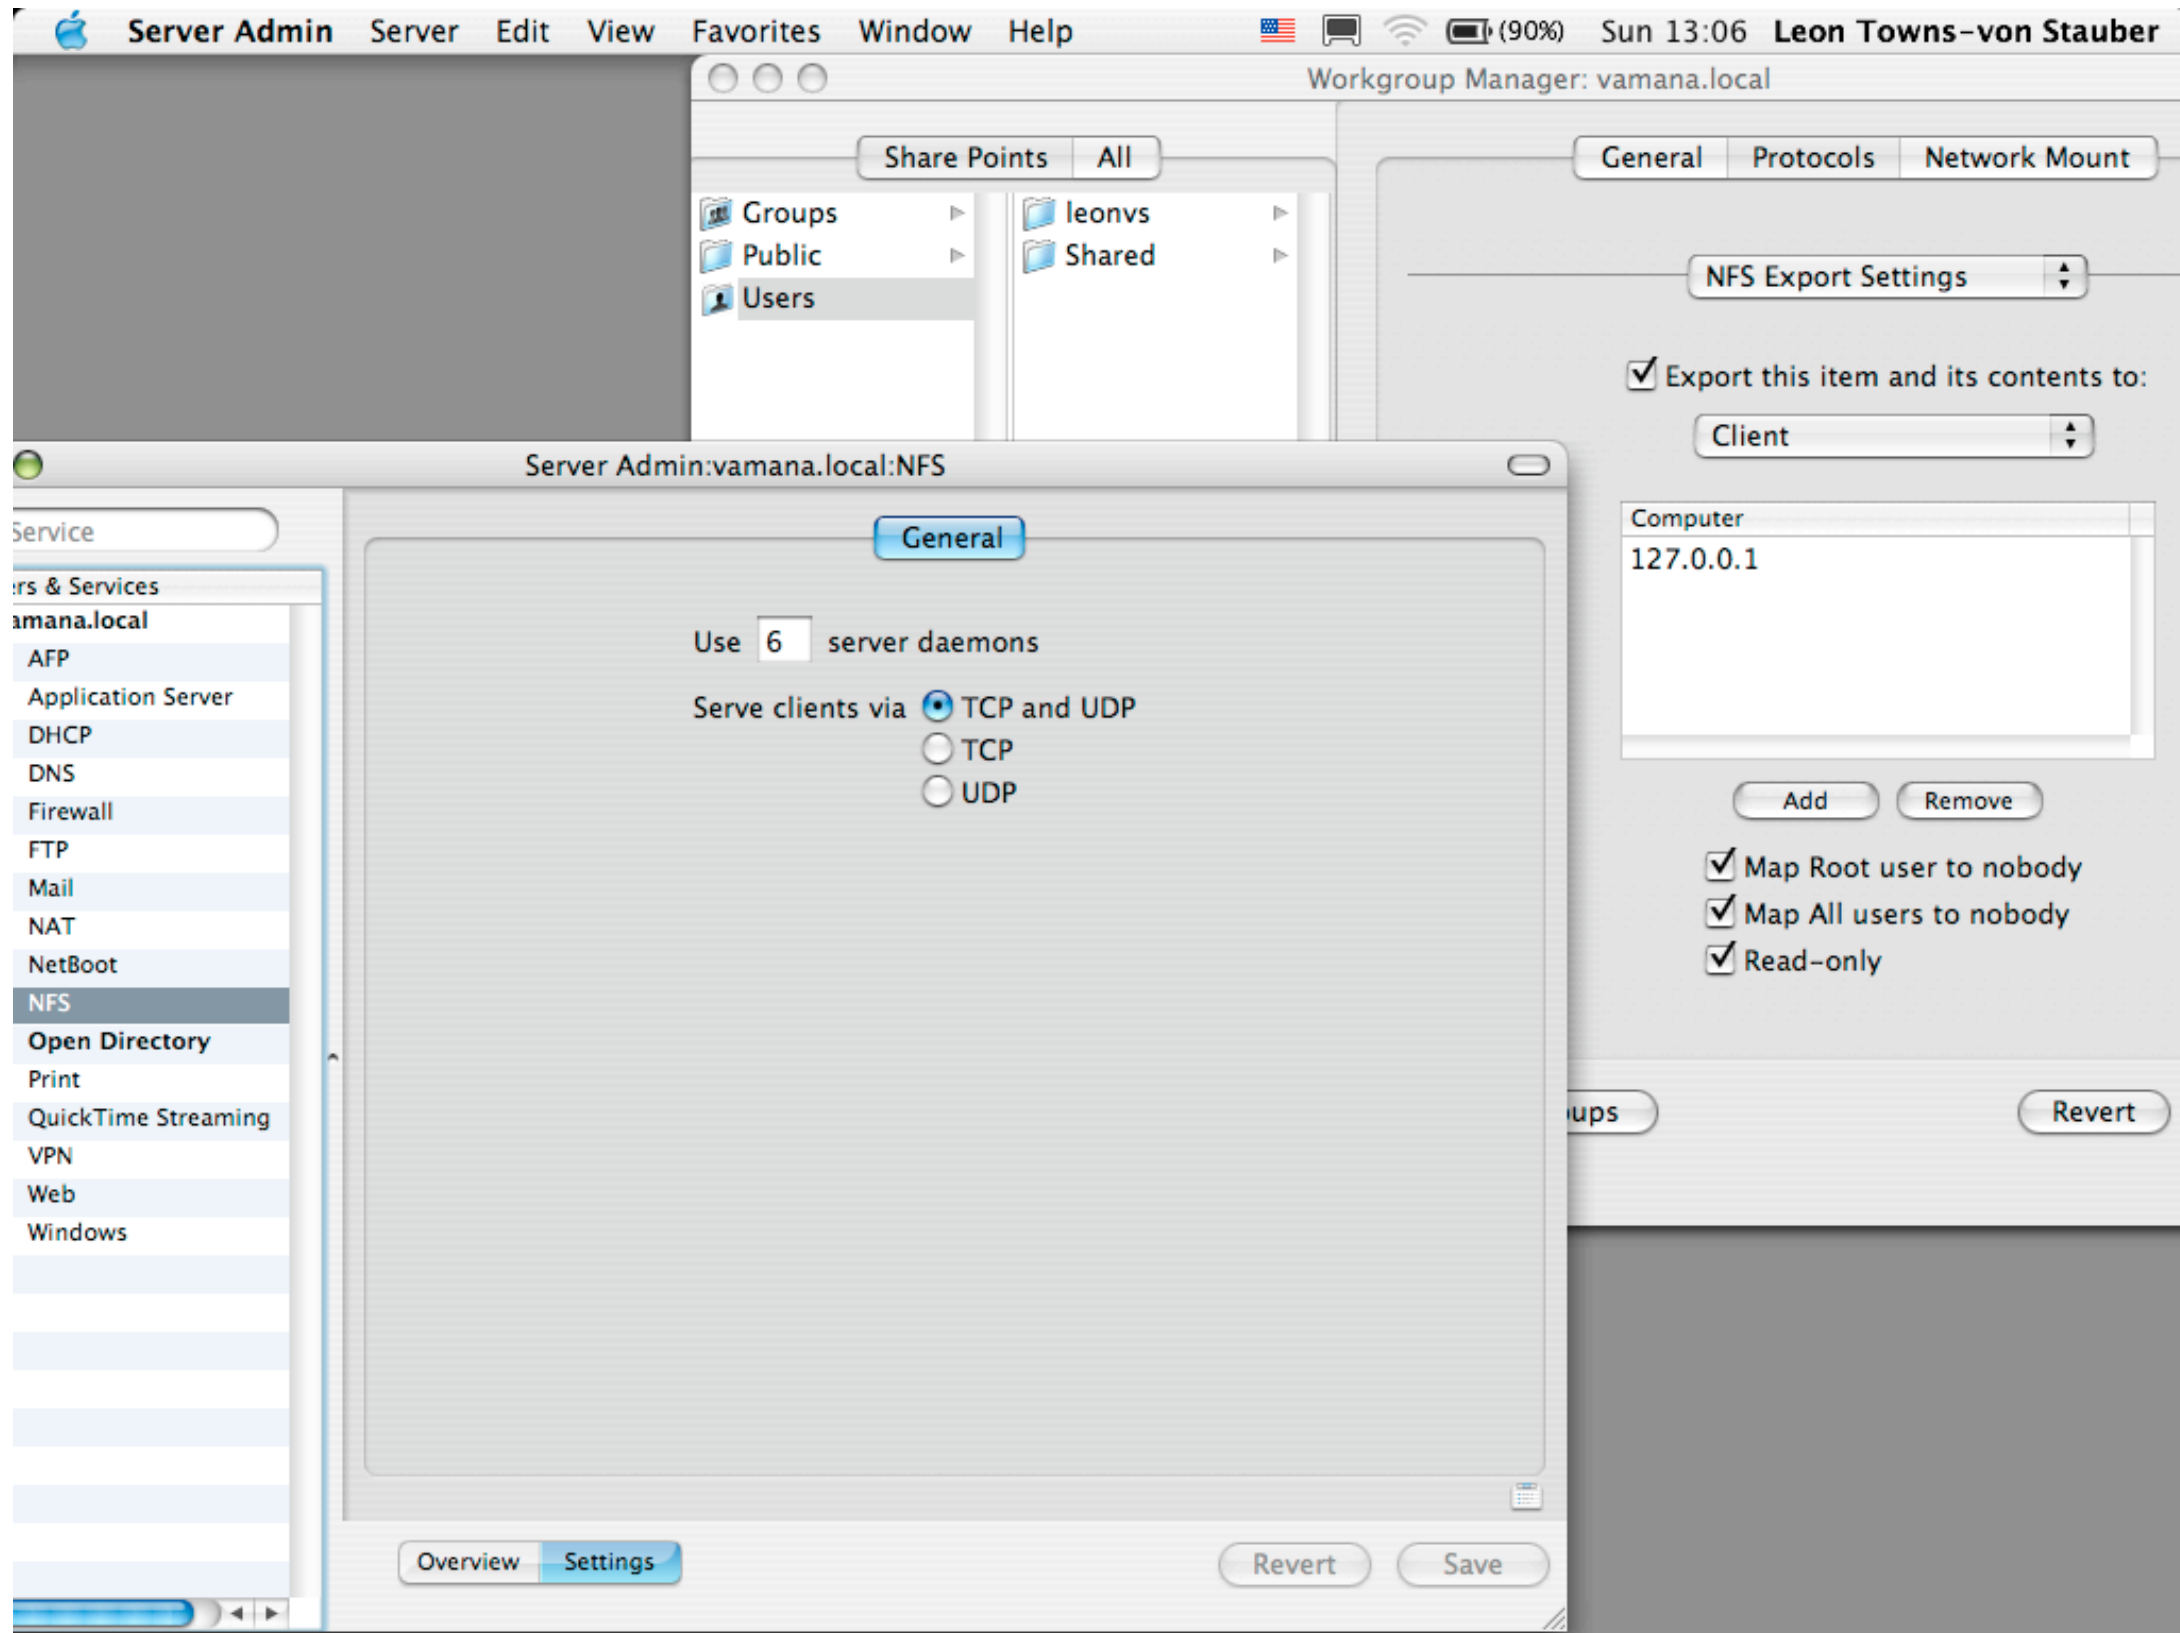 Server Admin Server Edit View Favorites Window Help (90%) Sun 13:06 Leon Towns-von Stauber
Workgroup Manager: vamana.local
Share Points All
General Protocols Network Mount
Groups
Public
Users
leonvs
Shared
NFS Export Settings
Export this item and its contents to:
Client
Computer
127.0.0.1
Add Remove
Map Root user to nobody
Map All users to nobody
Read-only
ups
Revert
Server Admin:vamana.local:NFS
Service
rs & Services
amana.local
AFP
Application Server
DHCP
DNS
Firewall
FTP
Mail
NAT
NetBoot
NFS
Open Directory
Print
QuickTime Streaming
VPN
Web
Windows
General
Use 6 server daemons
Serve clients via TCP and UDP
TCP
UDP
Overview Settings
Revert Save